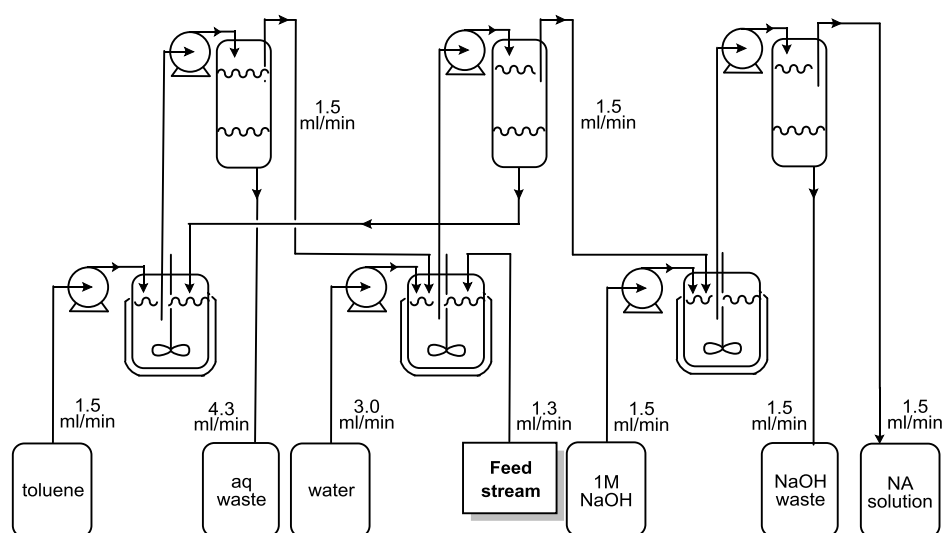 1.5
ml/min
1.5
ml/min
1.5
ml/min
4.3
ml/min
3.0
ml/min
1.3
ml/min
1.5
ml/min
1.5
ml/min
1.5
ml/min
toluene
aq
waste
water
Feed
stream
1M
NaOH
NaOH
waste
NA
solution